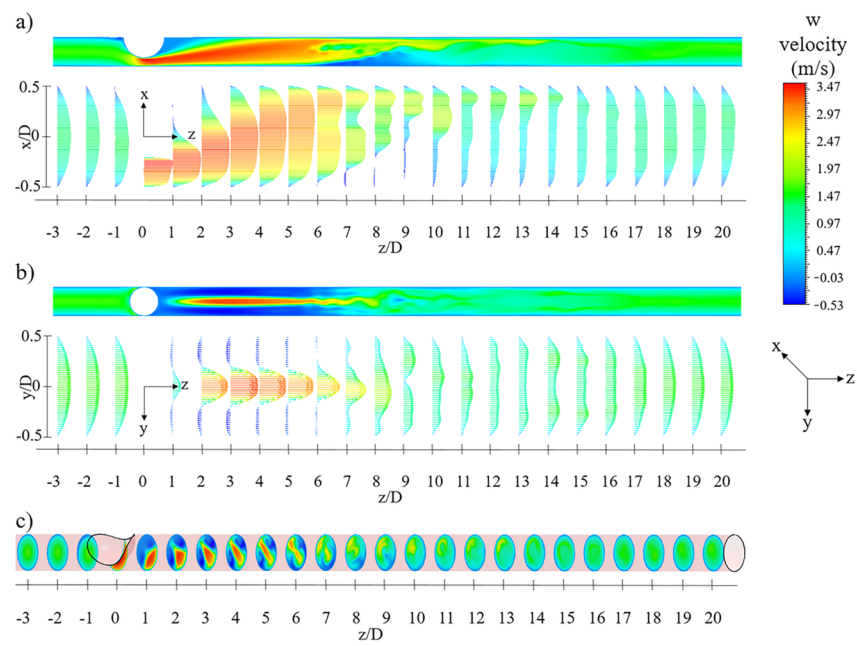 a)
0.5
x/D
0
-0.5
x
z
-3 -2 -1 0 1 2 3 4 5 6 7 8 9 10 11 12 13 14 15 16 17 18 19 20
z/D
b)
0.5
y/D
0
-0.5
z
y
-3 -2 -1 0 1 2 3 4 5 6 7 8 9 10 11 12 13 14 15 16 17 18 19 20
z/D
c)
-3 -2 -1 0 1 2 3 4 5 6 7 8 9 10 11 12 13 14 15 16 17 18 19 20
z/D
w
velocity
(m/s)
3.47
2.97
2.47
1.97
1.47
0.97
0.47
-0.03
-0.53
x
z
y